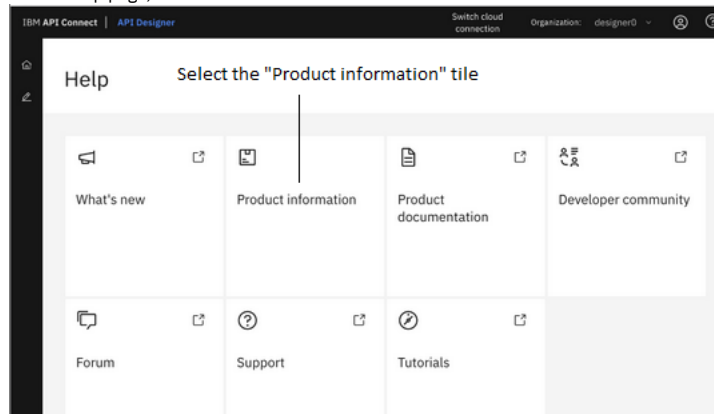 Switch cloud
IBM API Connect | API Designer connection Organization: designer0
Help Select the "Product information" tile
What's new Product information Product Developer community
documentation
Forum Support Tutorials